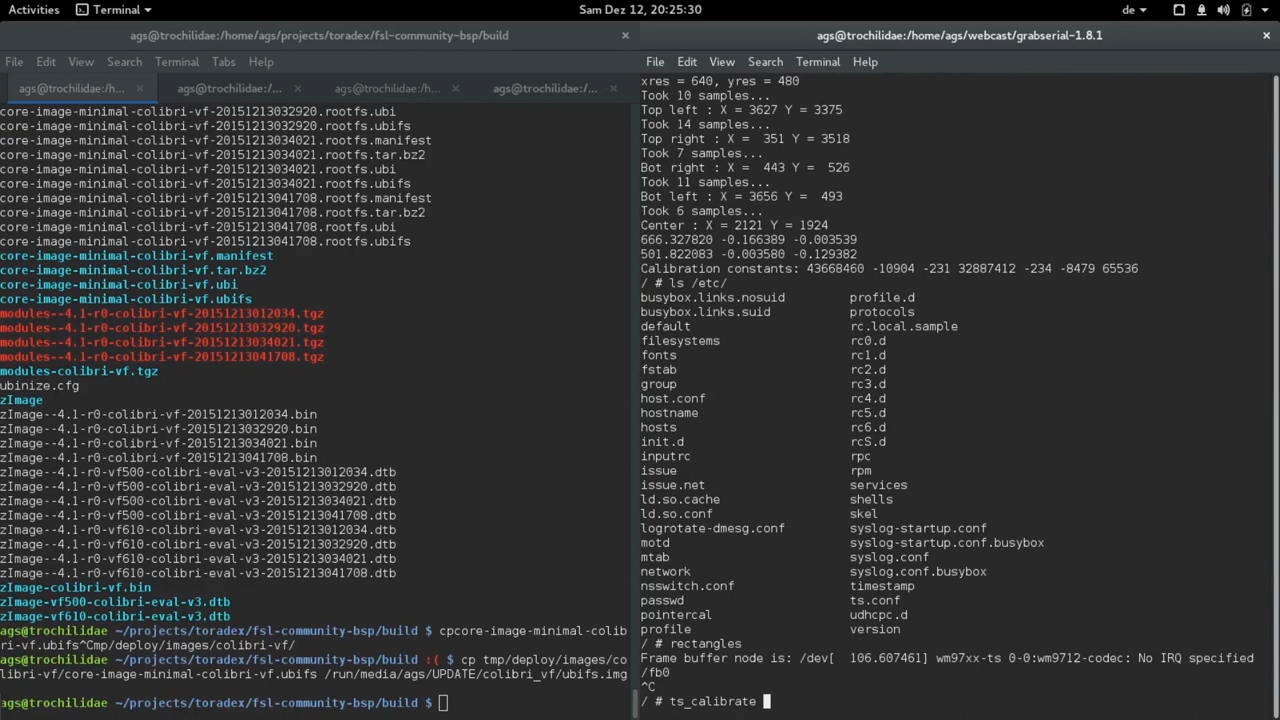 Activities Terminal Sam Dez 12, 20:25:30 de
ags@trochilidae:/home/ags/projects/toradex/fsl-community-bsp/build
File Edit View Search Terminal Tabs Help
ags@trochilidae:/h... ags@trochilidae:/... ags@trochilidae:/h... ags@trochilidae:/...
core-image-minimal-colibri-vf-20151213032920.rootfs.ubi
core-image-minimal-colibri-vf-20151213032920.rootfs.ubifs
core-image-minimal-colibri-vf-20151213034021.rootfs.manifest
core-image-minimal-colibri-vf-20151213034021.rootfs.tar.bz2
core-image-minimal-colibri-vf-20151213034021.rootfs.ubi
core-image-minimal-colibri-vf-20151213034021.rootfs.ubifs
core-image-minimal-colibri-vf-20151213041708.rootfs.manifest
core-image-minimal-colibri-vf-20151213041708.rootfs.tar.bz2
core-image-minimal-colibri-vf-20151213041708.rootfs.ubi
core-image-minimal-colibri-vf-20151213041708.rootfs.ubifs
core-image-minimal-colibri-vf.manifest
core-image-minimal-colibri-vf.tar.bz2
core-image-minimal-colibri-vf.ubi
core-image-minimal-colibri-vf.ubifs
modules--4.1-r0-colibri-vf-20151213012034.tgz
modules--4.1-r0-colibri-vf-20151213032920.tgz
modules--4.1-r0-colibri-vf-20151213034021.tgz
modules--4.1-r0-colibri-vf-20151213041708.tgz
modules-colibri-vf.tgz
ubinize.cfg
zImage
zImage--4.1-r0-colibri-vf-20151213012034.bin
zImage--4.1-r0-colibri-vf-20151213032920.bin
zImage--4.1-r0-colibri-vf-20151213034021.bin
zImage--4.1-r0-colibri-vf-20151213041708.bin
zImage--4.1-r0-vf500-colibri-eval-v3-20151213012034.dtb
zImage--4.1-r0-vf500-colibri-eval-v3-20151213032920.dtb
zImage--4.1-r0-vf500-colibri-eval-v3-20151213034021.dtb
zImage--4.1-r0-vf500-colibri-eval-v3-20151213041708.dtb
zImage--4.1-r0-vf610-colibri-eval-v3-20151213012034.dtb
zImage--4.1-r0-vf610-colibri-eval-v3-20151213032920.dtb
zImage--4.1-r0-vf610-colibri-eval-v3-20151213034021.dtb
zImage--4.1-r0-vf610-colibri-eval-v3-20151213041708.dtb
zImage-colibri-vf.bin
zImage-vf500-colibri-eval-v3.dtb
zImage-vf610-colibri-eval-v3.dtb
ags@trochilidae ~/projects/toradex/fsl-community-bsp/build $ cpcore-image-minimal-colib
ri-vf.ubifs^Cmp/deploy/images/colibri-vf/
ags@trochilidae ~/projects/toradex/fsl-community-bsp/build :( $ cp tmp/deploy/images/co
libri-vf/core-image-minimal-colibri-vf.ubifs /run/media/ags/UPDATE/colibri_vf/ubifs.img
ags@trochilidae ~/projects/toradex/fsl-community-bsp/build $
ags@trochilidae:/home/ags/webcast/grabserial-1.8.1
File Edit View Search Terminal Help
xres = 640, yres = 480
Took 10 samples...
Top left : X = 3627 Y = 3375
Took 14 samples...
Top right : X =  351 Y = 3518
Took 7 samples...
Bot right : X =  443 Y =  526
Took 11 samples...
Bot left : X = 3656 Y =  493
Took 6 samples...
Center : X = 2121 Y = 1924
666.327820 -0.166389 -0.003539
501.822083 -0.003580 -0.129382
Calibration constants: 43668460 -10904 -231 32887412 -234 -8479 65536
/ # ls /etc/
busybox.links.nosuid profile.d
busybox.links.suid protocols
default rc.local.sample
filesystems rc0.d
fonts rc1.d
fstab rc2.d
group rc3.d
host.conf rc4.d
hostname rc5.d
hosts rc6.d
init.d rcS.d
inputrc rpc
issue rpm
issue.net services
ld.so.cache shells
ld.so.conf skel
logrotate-dmesg.conf syslog-startup.conf
motd syslog-startup.conf.busybox
mtab syslog.conf
network syslog.conf.busybox
nsswitch.conf timestamp
passwd ts.conf
pointercal udhcpc.d
profile version
/ # rectangles
Frame buffer node is: /dev[  106.607461] wm97xx-ts 0-0:wm9712-codec: No IRQ specified
/fb0
^C
/ # ts_calibrate